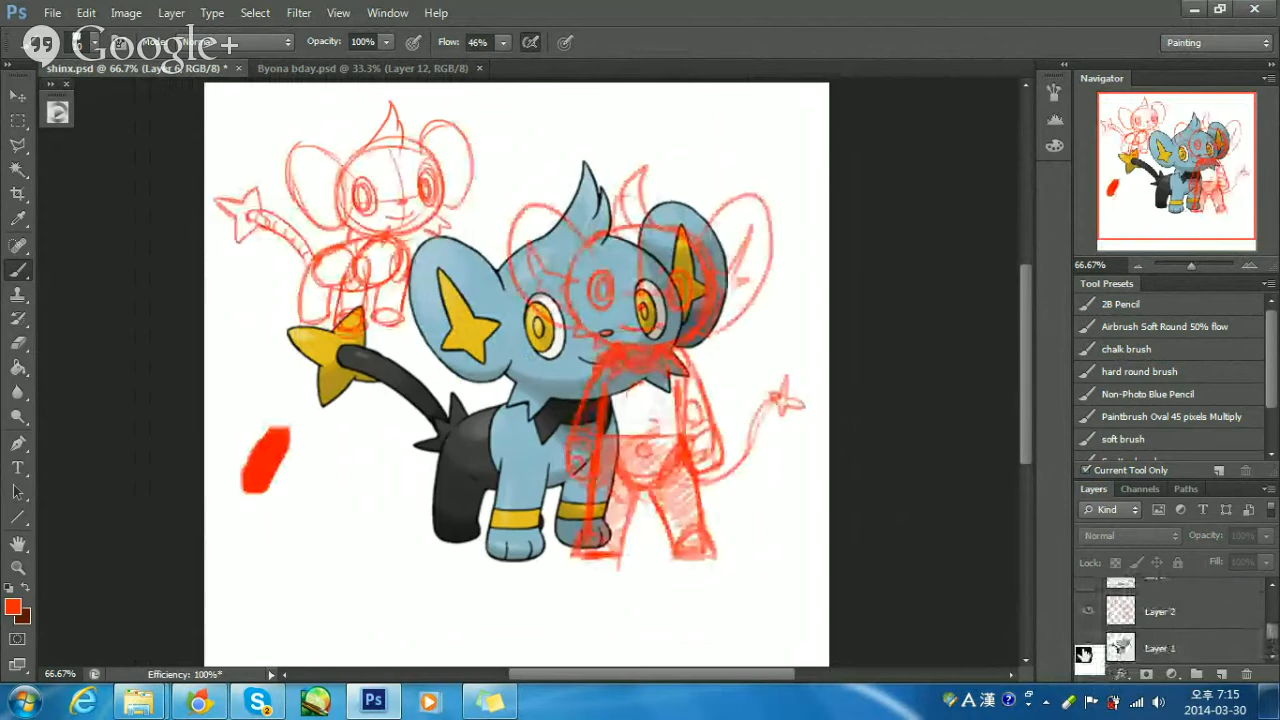 Ps File Edit Image Layer Type Select Filter View Window Help
Google+
Opacity: 100% Flow: 46% Painting
shinx.psd @ 66.7% (Layer 6, RGB/8) * × Byona bday.psd @ 33.3% (Layer 12, RGB/8) ×
Navigator
66.67%
Tool Presets
2B Pencil
Airbrush Soft Round 50% flow
chalk brush
hard round brush
Non-Photo Blue Pencil
Paintbrush Oval 45 pixels Multiply
soft brush
Current Tool Only
Layers Channels Paths
Kind
Normal Opacity: 100%
Lock: Fill: 100%
Layer 2
Layer 1
66.67% Efficiency: 100%*
A 漢
오후 7:15
2014-03-30